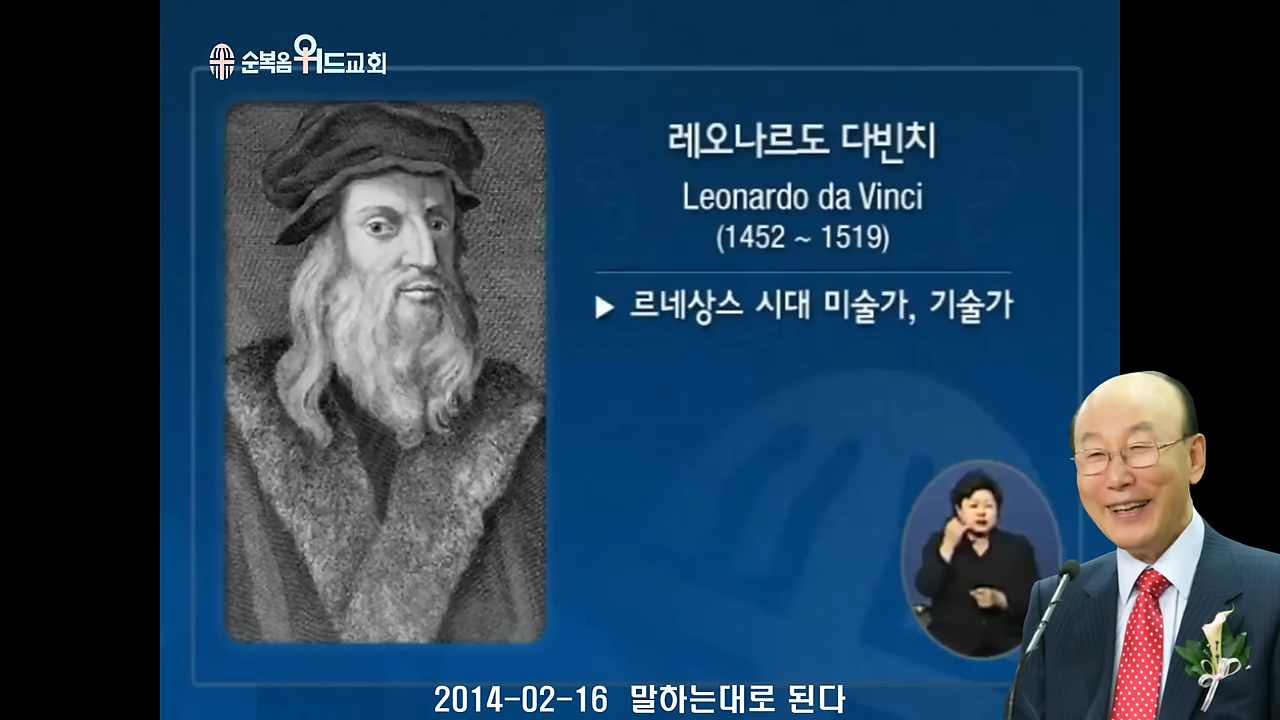 순복음워드교회
레오나르도 다빈치
Leonardo da Vinci
(1452 ~ 1519)
▶ 르네상스 시대 미술가, 기술가
2014-02-16 말하는대로 된다